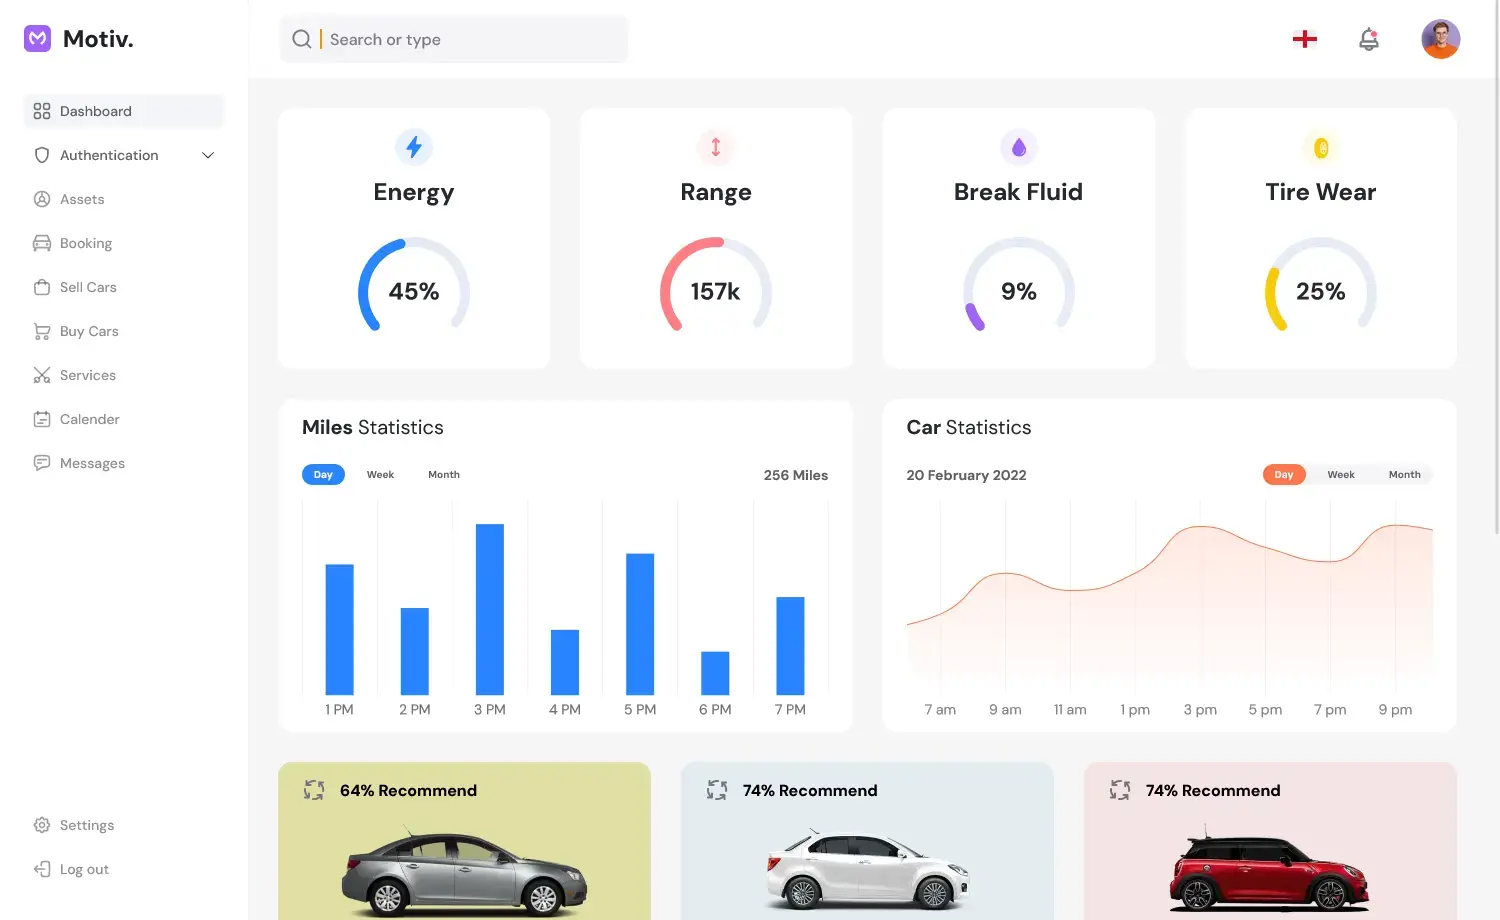 Motiv.
Search or type
Dashboard
Authentication
Assets
Booking
Sell Cars
Buy Cars
Services
Calender
Messages
Settings
Log out
Energy
45%
Range
157k
Break Fluid
9%
Tire Wear
25%
Miles Statistics
Day Week Month 256 Miles
1 PM 2 PM 3 PM 4 PM 5 PM 6 PM 7 PM
Car Statistics
20 February 2022 Day Week Month
7 am 9 am 11 am 1 pm 3 pm 5 pm 7 pm 9 pm
64% Recommend
74% Recommend
74% Recommend